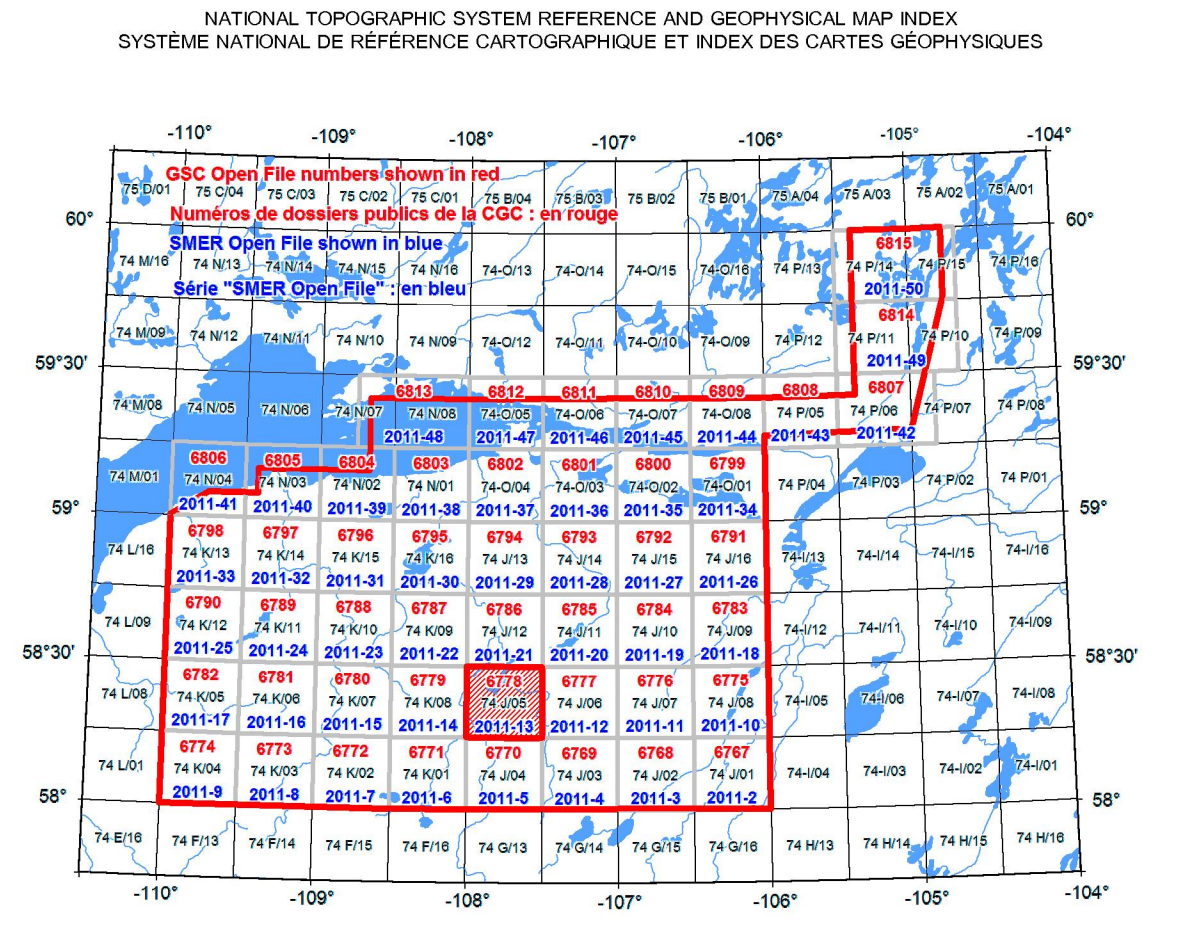 NATIONAL TOPOGRAPHIC SYSTEM REFERENCE AND GEOPHYSICAL MAP INDEX
SYSTÈME NATIONAL DE RÉFÉRENCE CARTOGRAPHIQUE ET INDEX DES CARTES GÉOPHYSIQUES
-110° -109° -108° -107° -106° -105° -104°
GSC Open File numbers shown in red
75 D/01 75 C/04 75 C/03 75 C/02 75 C/01 75 B/04 75 B/03 75 B/02 75 B/01 75 A/04 75 A/03 75 A/02 75 A/01
Numéros de dossiers publics de la CGC : en rouge
60° 60°
SMER Open File shown in blue
6815
74 M/16 74 N/13 74 N/14 74 N/15 74 N/16 74-O/13 74-O/14 74-O/15 74-O/16 74 P/13 74 P/14 74 P/15 74 P/16
Série "SMER Open File" : en bleu
2011-50
6814
74 M/09 74 N/12 74 N/11 74 N/10 74 N/09 74-O/12 74-O/11 74-O/10 74-O/09 74 P/12 74 P/11 74 P/10 74 P/09
2011-49
59°30' 59°30'
6813 6812 6811 6810 6809 6808 6807
74 M/08 74 N/05 74 N/06 74 N/07 74 N/08 74-O/05 74-O/06 74-O/07 74-O/08 74 P/05 74 P/06 74 P/07 74 P/08
2011-48 2011-47 2011-46 2011-45 2011-44 2011-43 2011-42
6806 6805 6804 6803 6802 6801 6800 6799
74 M/01 74 N/04 74 N/03 74 N/02 74 N/01 74-O/04 74-O/03 74-O/02 74-O/01 74 P/04 74 P/03 74 P/02 74 P/01
2011-41 2011-40 2011-39 2011-38 2011-37 2011-36 2011-35 2011-34
59° 59°
6798 6797 6796 6795 6794 6793 6792 6791
74 L/16 74 K/13 74 K/14 74 K/15 74 K/16 74 J/13 74 J/14 74 J/15 74 J/16 74-I/13 74-I/14 74-I/15 74-I/16
2011-33 2011-32 2011-31 2011-30 2011-29 2011-28 2011-27 2011-26
6790 6789 6788 6787 6786 6785 6784 6783
74 L/09 74 K/12 74 K/11 74 K/10 74 K/09 74 J/12 74 J/11 74 J/10 74 J/09 74-I/12 74-I/11 74-I/10 74-I/09
2011-25 2011-24 2011-23 2011-22 2011-21 2011-20 2011-19 2011-18
58°30' 58°30'
6782 6781 6780 6779 6778 6777 6776 6775
74 L/08 74 K/05 74 K/06 74 K/07 74 K/08 74 J/05 74 J/06 74 J/07 74 J/08 74-I/05 74-I/06 74-I/07 74-I/08
2011-17 2011-16 2011-15 2011-14 2011-13 2011-12 2011-11 2011-10
6774 6773 6772 6771 6770 6769 6768 6767
74 L/01 74 K/04 74 K/03 74 K/02 74 K/01 74 J/04 74 J/03 74 J/02 74 J/01 74-I/04 74-I/03 74-I/02 74-I/01
2011-9 2011-8 2011-7 2011-6 2011-5 2011-4 2011-3 2011-2
58° 58°
74 E/16 74 F/13 74 F/14 74 F/15 74 F/16 74 G/13 74 G/14 74 G/15 74 G/16 74 H/13 74 H/14 74 H/15 74 H/16
-110° -109° -108° -107° -106° -105° -104°